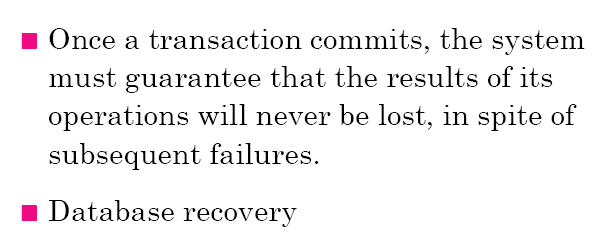 Once a transaction commits, the system
must guarantee that the results of its
operations will never be lost, in spite of
subsequent failures.
Database recovery